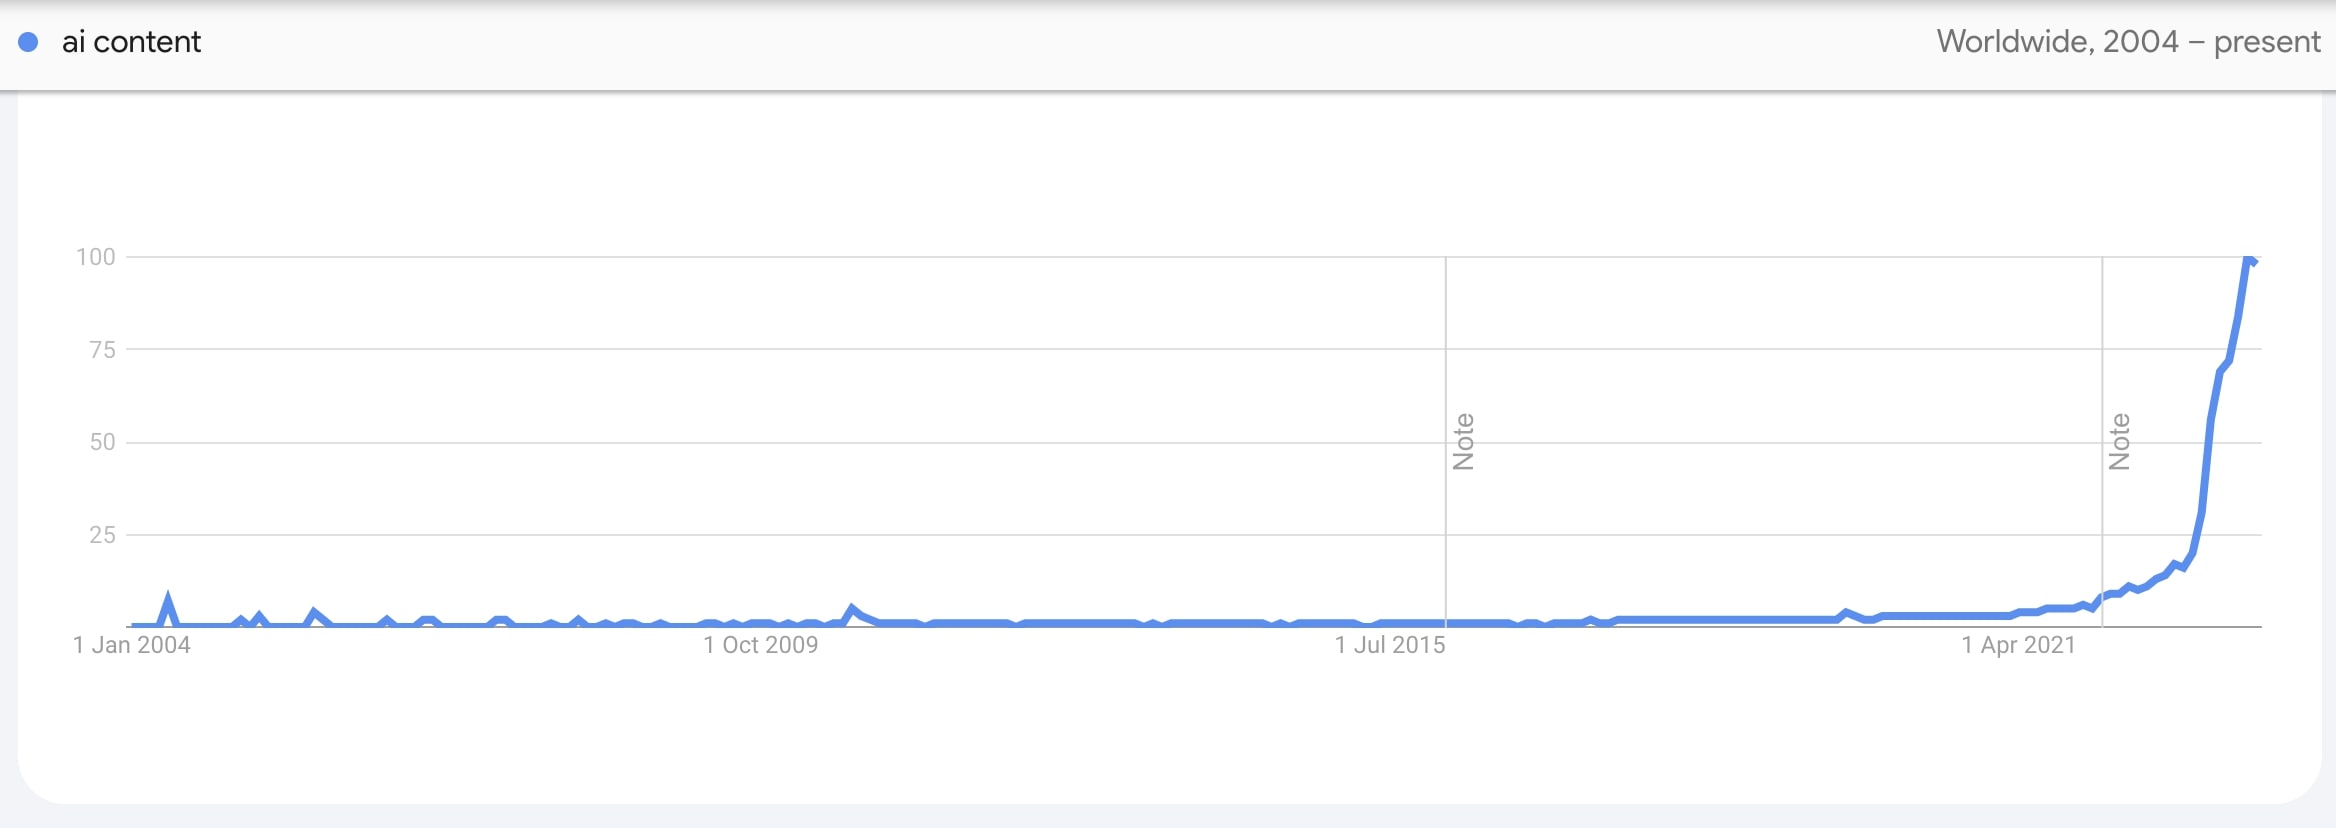 ai content
Worldwide, 2004 – present
100
75
50
25
Note
Note
1 Jan 2004
1 Oct 2009
1 Jul 2015
1 Apr 2021